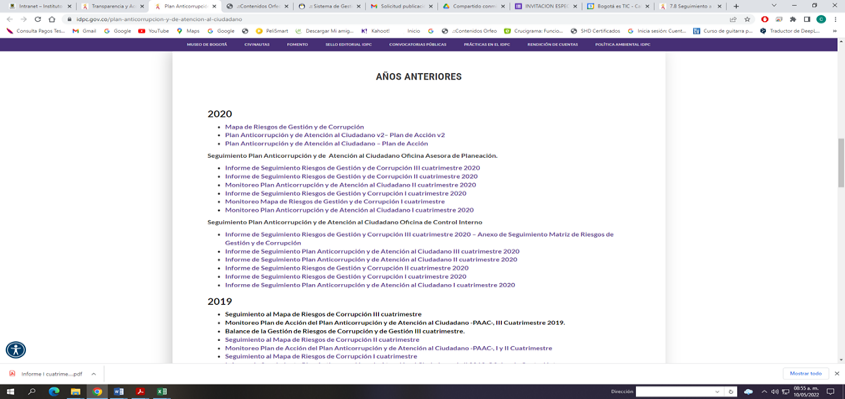 Intranet – Institut
Transparencia y A
Plan Anticorrupció
::Contenidos Orfeo
.:: Sistema de Gest
Solicitud publicac
Compartido como
INVITACIÓN ESPE
Bogotá es TIC - Co
7.8 Seguimiento a
idpc.gov.co/plan-anticorrupcion-y-de-atencion-al-ciudadano
Consulta Pagos Tes...
Gmail
Google
YouTube
Maps
Google
PeliSmart
Descargar Mi amig...
Kahoot!
Inicio
::Contenidos Orfeo
Crucigrama: Funcio...
SHD Certificados
Inicia sesión: Cuent...
Curso de guitarra p...
Traductor de DeepL...
MUSEO DE BOGOTÁ CIVINAUTAS FOMENTO SELLO EDITORIAL IDPC CONVOCATORIAS PÚBLICAS PRÁCTICAS EN EL IDPC RENDICIÓN DE CUENTAS POLÍTICA AMBIENTAL IDPC
AÑOS ANTERIORES
2020
Mapa de Riesgos de Gestión y de Corrupción
Plan Anticorrupción y de Atención al Ciudadano v2– Plan de Acción v2
Plan Anticorrupción y de Atención al Ciudadano – Plan de Acción
Seguimiento Plan Anticorrupción y de Atención al Ciudadano Oficina Asesora de Planeación.
Informe de Seguimiento Riesgos de Gestión y de Corrupción III cuatrimestre 2020
Informe de Seguimiento Riesgos de Gestión y de Corrupción II cuatrimestre 2020
Monitoreo Plan Anticorrupción y de Atención al Ciudadano II cuatrimestre 2020
Informe de Seguimiento Riesgos de Gestión y Corrupción I cuatrimestre 2020
Monitoreo Mapa de Riesgos de Gestión y de Corrupción I cuatrimestre
Monitoreo Plan Anticorrupción y de Atención al Ciudadano I cuatrimestre 2020
Seguimiento Plan Anticorrupción y de Atención al Ciudadano Oficina de Control Interno
Informe de Seguimiento Riesgos de Gestión y Corrupción III cuatrimestre 2020 – Anexo de Seguimiento Matriz de Riesgos de
Gestión y de Corrupción
Informe de Seguimiento Plan Anticorrupción y de Atención al Ciudadano III cuatrimestre 2020
Informe de Seguimiento Plan Anticorrupción y de Atención al Ciudadano II cuatrimestre 2020
Informe de Seguimiento Riesgos de Gestión y Corrupción II cuatrimestre 2020
Informe de Seguimiento Riesgos de Gestión y Corrupción I cuatrimestre 2020
Informe de Seguimiento Plan Anticorrupción y de Atención al Ciudadano I cuatrimestre 2020
2019
Seguimiento al Mapa de Riesgos de Corrupción III cuatrimestre
Monitoreo Plan de Acción del Plan Anticorrupción y de Atención al Ciudadano -PAAC-, III Cuatrimestre 2019.
Balance de la Gestión de Riesgos de Corrupción y de Gestión III cuatrimestre.
Seguimiento al Mapa de Riesgos de Corrupción II cuatrimestre
Monitoreo Plan de Acción del Plan Anticorrupción y de Atención al Ciudadano -PAAC-, I y II Cuatrimestre
Seguimiento al Mapa de Riesgos de Corrupción I cuatrimestre
Informe I cuatrime....pdf
Mostrar todo
Dirección
08:55 a. m.
10/05/2022